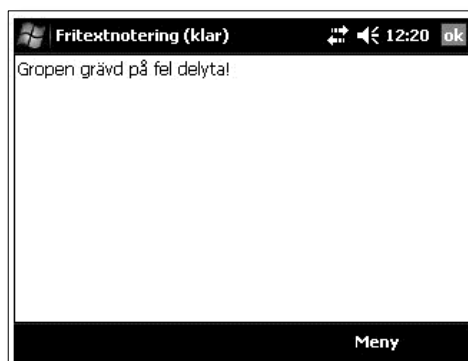 Fritextnotering (klar) 12:20 ok
Gropen grävd på fel delyta!
Meny